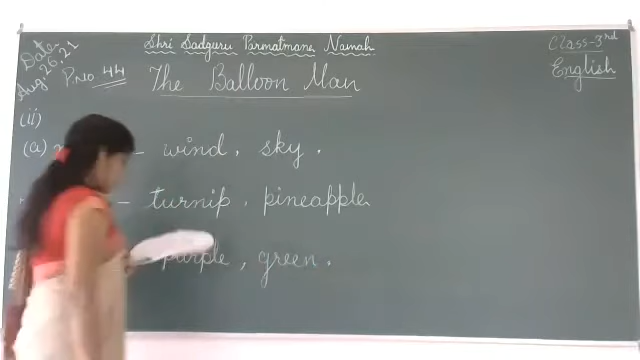 Shri Sadguru Parmatmane Namah
Date
Aug 26, 21
P.No 44
The Balloon Man
Class-3rd
English
(ii)
(a) – wind, sky.
– turnip, pineapple
purple, green.